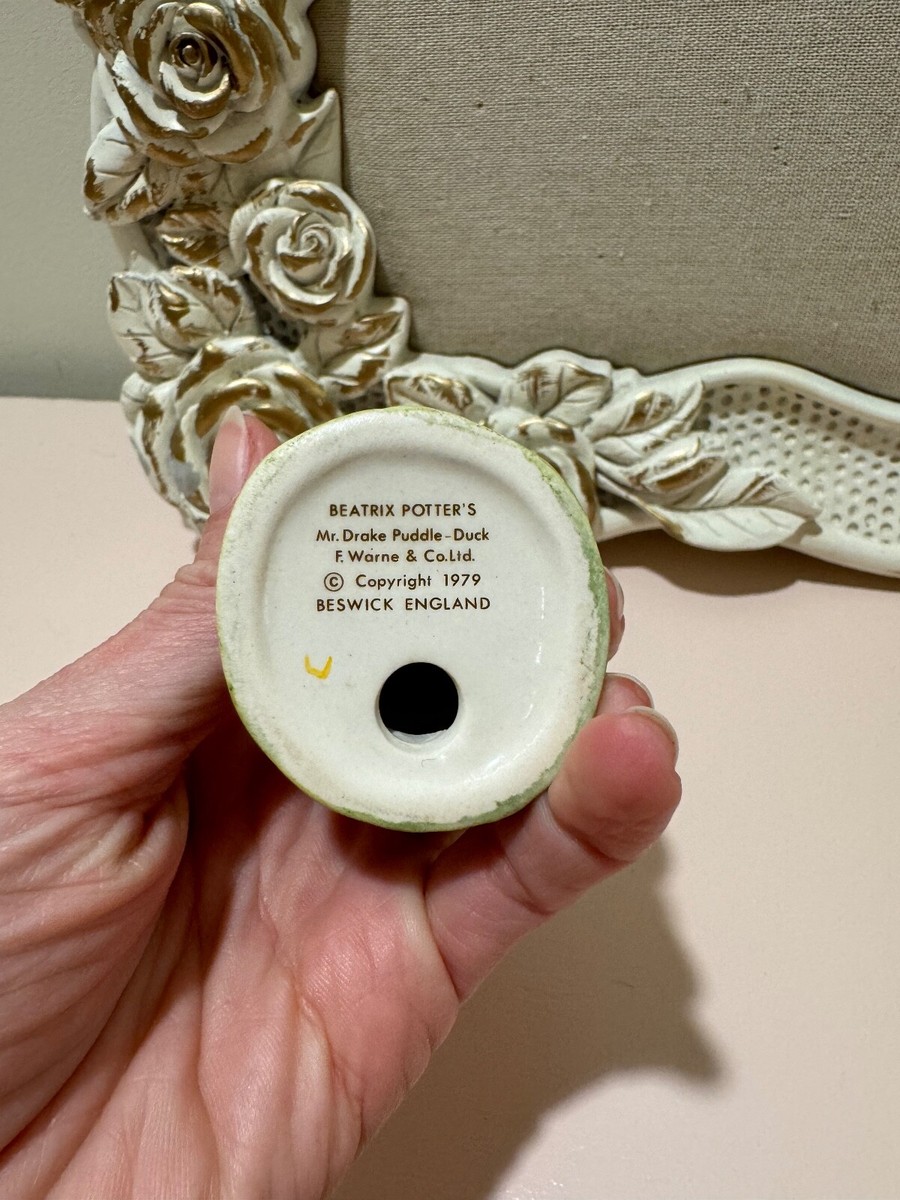 BEATRIX POTTER'S
Mr. Drake Puddle-Duck
F. Warne & Co.Ltd.
© Copyright 1979
BESWICK ENGLAND